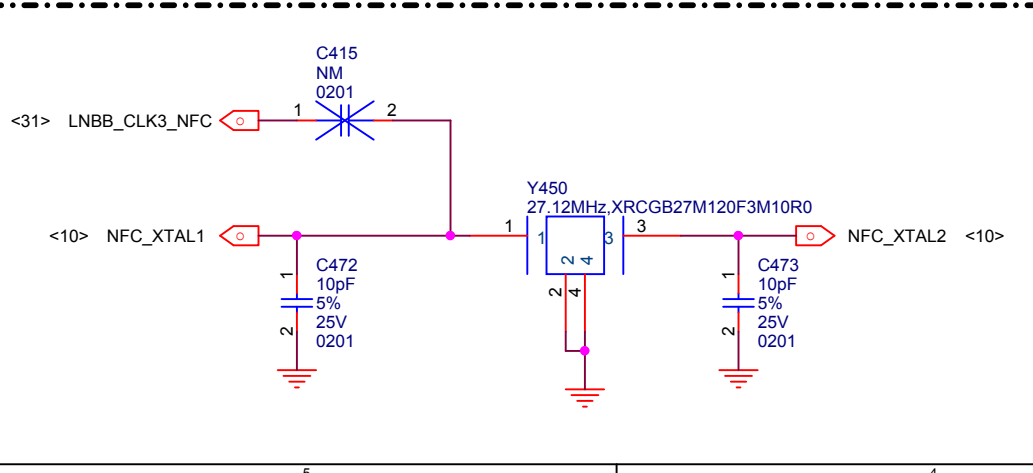 C415
NM
0201
1
2
<31> LNBB_CLK3_NFC
Y450
27.12MHz,XRCGB27M120F3M10R0
<10> NFC_XTAL1
1
1
2
4
3
3
NFC_XTAL2 <10>
2
4
1
C472
10pF
5%
25V
0201
2
1
C473
10pF
5%
25V
0201
2
5
4